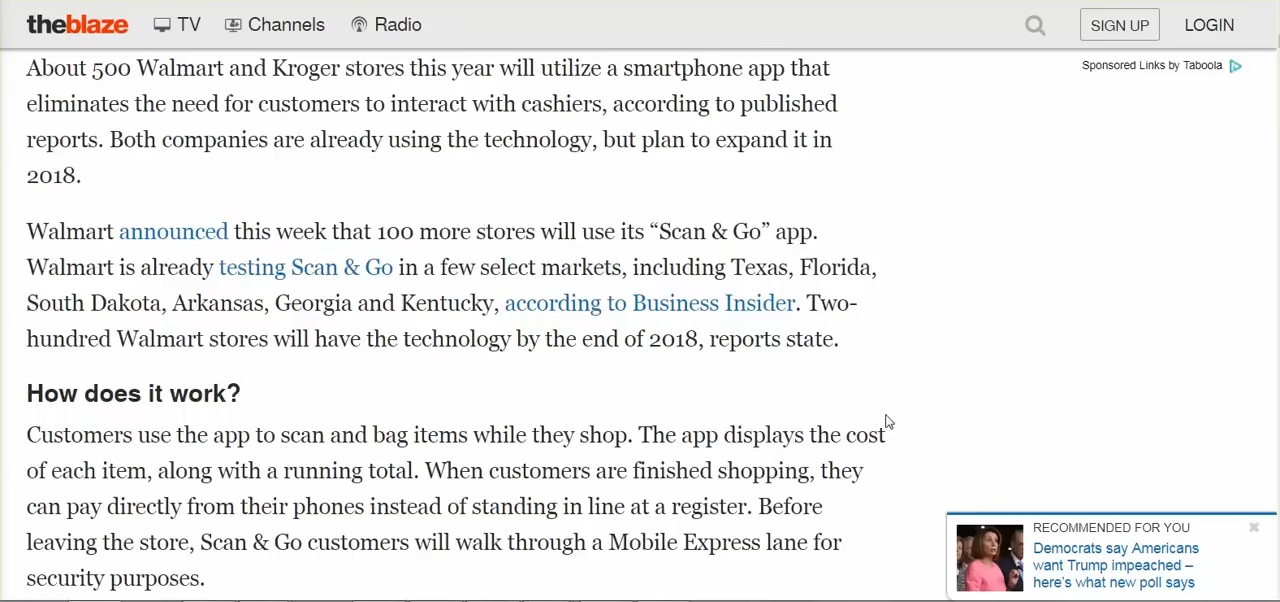 theblaze TV Channels Radio SIGN UP LOGIN
About 500 Walmart and Kroger stores this year will utilize a smartphone app that
eliminates the need for customers to interact with cashiers, according to published
reports. Both companies are already using the technology, but plan to expand it in
2018.
Walmart announced this week that 100 more stores will use its “Scan & Go” app.
Walmart is already testing Scan & Go in a few select markets, including Texas, Florida,
South Dakota, Arkansas, Georgia and Kentucky, according to Business Insider. Two-
hundred Walmart stores will have the technology by the end of 2018, reports state.
How does it work?
Customers use the app to scan and bag items while they shop. The app displays the cost
of each item, along with a running total. When customers are finished shopping, they
can pay directly from their phones instead of standing in line at a register. Before
leaving the store, Scan & Go customers will walk through a Mobile Express lane for
security purposes.
Sponsored Links by Taboola
RECOMMENDED FOR YOU
Democrats say Americans
want Trump impeached –
here's what new poll says